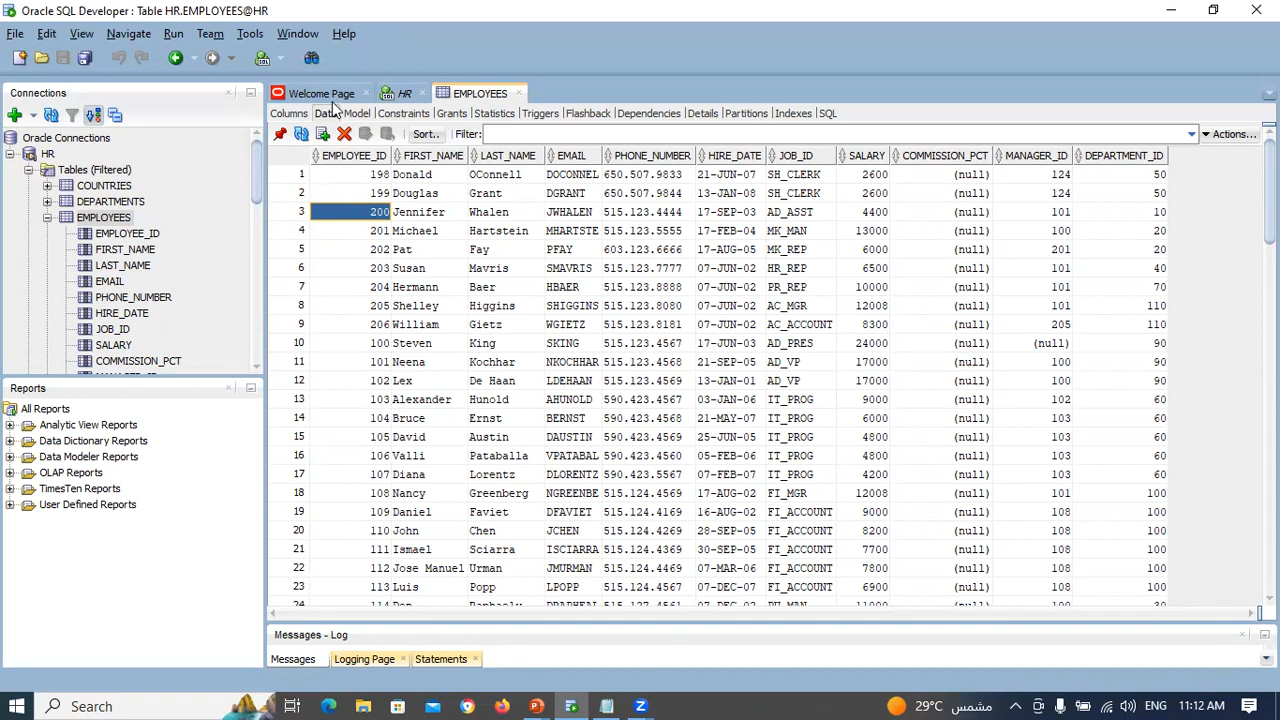 Oracle SQL Developer : Table HR.EMPLOYEES@HR
File Edit View Navigate Run Team Tools Window Help
Connections
Oracle Connections
HR
Tables (Filtered)
COUNTRIES
DEPARTMENTS
EMPLOYEES
EMPLOYEE_ID
FIRST_NAME
LAST_NAME
EMAIL
PHONE_NUMBER
HIRE_DATE
JOB_ID
SALARY
COMMISSION_PCT
Reports
All Reports
Analytic View Reports
Data Dictionary Reports
Data Modeler Reports
OLAP Reports
TimesTen Reports
User Defined Reports
Welcome Page HR EMPLOYEES
Columns Data Model Constraints Grants Statistics Triggers Flashback Dependencies Details Partitions Indexes SQL
Sort.. Filter: Actions...
EMPLOYEE_ID FIRST_NAME LAST_NAME EMAIL PHONE_NUMBER HIRE_DATE JOB_ID SALARY COMMISSION_PCT MANAGER_ID DEPARTMENT_ID
1 198 Donald OConnell DOCONNEL 650.507.9833 21-JUN-07 SH_CLERK 2600 (null) 124 50
2 199 Douglas Grant DGRANT 650.507.9844 13-JAN-08 SH_CLERK 2600 (null) 124 50
3 200 Jennifer Whalen JWHALEN 515.123.4444 17-SEP-03 AD_ASST 4400 (null) 101 10
4 201 Michael Hartstein MHARTSTE 515.123.5555 17-FEB-04 MK_MAN 13000 (null) 100 20
5 202 Pat Fay PFAY 603.123.6666 17-AUG-05 MK_REP 6000 (null) 201 20
6 203 Susan Mavris SMAVRIS 515.123.7777 07-JUN-02 HR_REP 6500 (null) 101 40
7 204 Hermann Baer HBAER 515.123.8888 07-JUN-02 PR_REP 10000 (null) 101 70
8 205 Shelley Higgins SHIGGINS 515.123.8080 07-JUN-02 AC_MGR 12008 (null) 101 110
9 206 William Gietz WGIETZ 515.123.8181 07-JUN-02 AC_ACCOUNT 8300 (null) 205 110
10 100 Steven King SKING 515.123.4567 17-JUN-03 AD_PRES 24000 (null) (null) 90
11 101 Neena Kochhar NKOCHHAR 515.123.4568 21-SEP-05 AD_VP 17000 (null) 100 90
12 102 Lex De Haan LDEHAAN 515.123.4569 13-JAN-01 AD_VP 17000 (null) 100 90
13 103 Alexander Hunold AHUNOLD 590.423.4567 03-JAN-06 IT_PROG 9000 (null) 102 60
14 104 Bruce Ernst BERNST 590.423.4568 21-MAY-07 IT_PROG 6000 (null) 103 60
15 105 David Austin DAUSTIN 590.423.4569 25-JUN-05 IT_PROG 4800 (null) 103 60
16 106 Valli Pataballa VPATABAL 590.423.4560 05-FEB-06 IT_PROG 4800 (null) 103 60
17 107 Diana Lorentz DLORENTZ 590.423.5567 07-FEB-07 IT_PROG 4200 (null) 103 60
18 108 Nancy Greenberg NGREENBE 515.124.4569 17-AUG-02 FI_MGR 12008 (null) 101 100
19 109 Daniel Faviet DFAVIET 515.124.4169 16-AUG-02 FI_ACCOUNT 9000 (null) 108 100
20 110 John Chen JCHEN 515.124.4269 28-SEP-05 FI_ACCOUNT 8200 (null) 108 100
21 111 Ismael Sciarra ISCIARRA 515.124.4369 30-SEP-05 FI_ACCOUNT 7700 (null) 108 100
22 112 Jose Manuel Urman JMURMAN 515.124.4469 07-MAR-06 FI_ACCOUNT 7800 (null) 108 100
23 113 Luis Popp LPOPP 515.124.4567 07-DEC-07 FI_ACCOUNT 6900 (null) 108 100
Messages - Log
Messages Logging Page Statements
Search 29°C مشمس ENG 11:12 AM